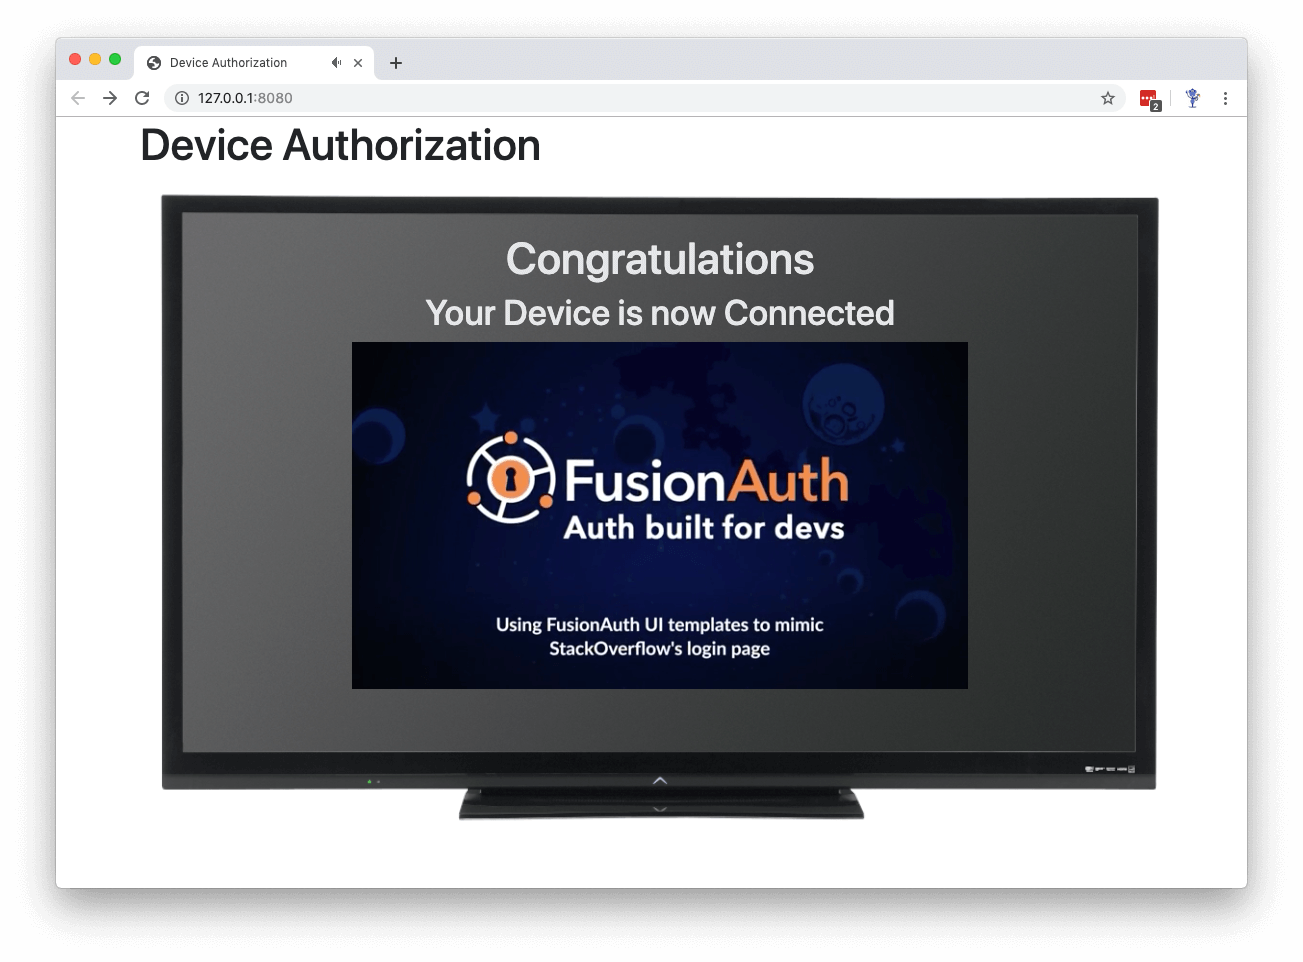 Device Authorization
127.0.0.1:8080
2
Device Authorization
Congratulations
Your Device is now Connected
FusionAuth
Auth built for devs
Using FusionAuth UI templates to mimic
StackOverflow's login page